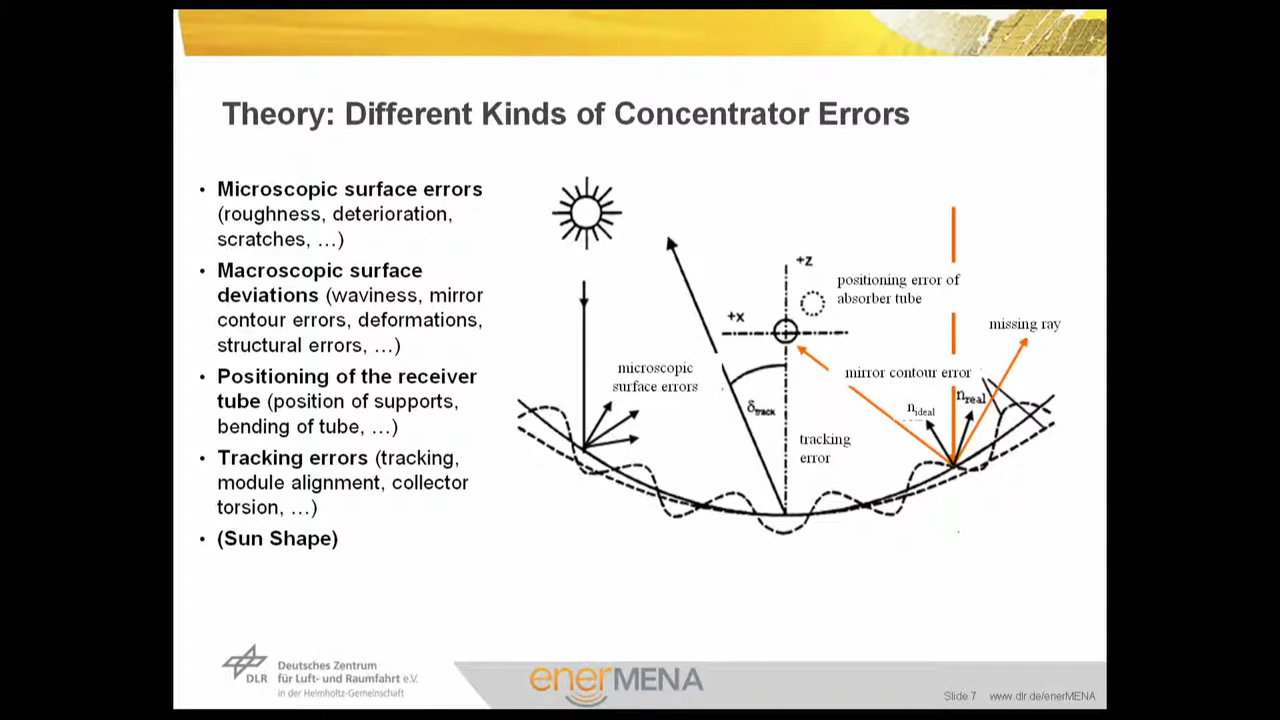 Theory: Different Kinds of Concentrator Errors
• Microscopic surface errors
(roughness, deterioration,
scratches, …)
• Macroscopic surface
deviations (waviness, mirror
contour errors, deformations,
structural errors, …)
• Positioning of the receiver
tube (position of supports,
bending of tube, …)
• Tracking errors (tracking,
module alignment, collector
torsion, …)
• (Sun Shape)
+z
positioning error of
absorber tube
+x
missing ray
microscopic
surface errors
mirror contour error
nreal
nideal
δtrack
tracking
error
DLR
Deutsches Zentrum
für Luft- und Raumfahrt e.V.
in der Helmholtz-Gemeinschaft
enerMENA
Slide 7 www.dlr.de/enerMENA